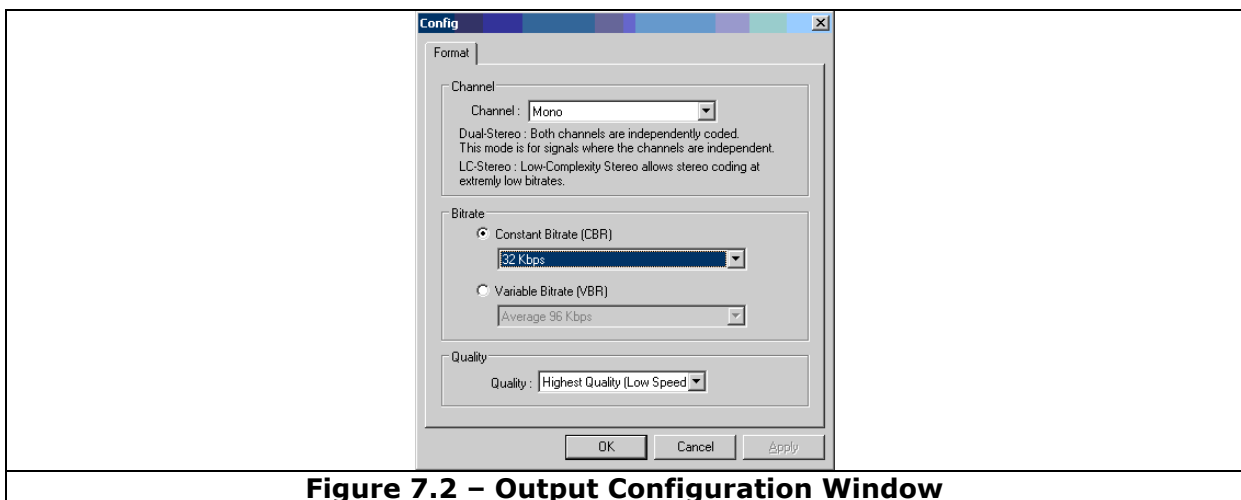 Config
Format
Channel
Channel : Mono
Dual-Stereo : Both channels are independently coded.
This mode is for signals where the channels are independent.
LC-Stereo : Low-Complexity Stereo allows stereo coding at
extremly low bitrates.
Bitrate
Constant Bitrate (CBR)
32 Kbps
Variable Bitrate (VBR)
Average 96 Kbps
Quality
Quality : Highest Quality (Low Speed
OK Cancel Apply
Figure 7.2 – Output Configuration Window